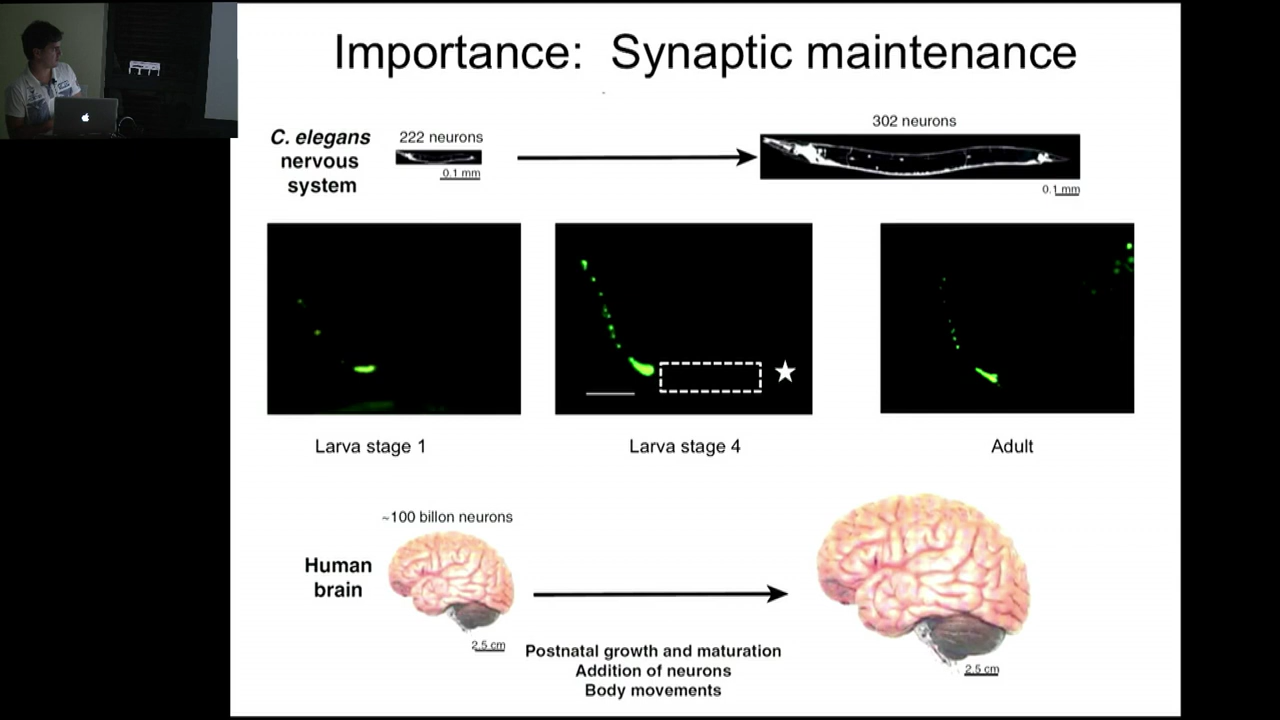 Importance: Synaptic maintenance
C. elegans
nervous
system
222 neurons
0.1 mm
302 neurons
0.1 mm
Larva stage 1
Larva stage 4
Adult
~100 billon neurons
Human
brain
2.5 cm
Postnatal growth and maturation
Addition of neurons
Body movements
2.5 cm